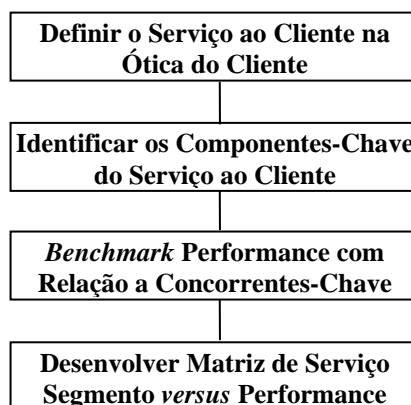 Definir o Serviço ao Cliente na
Ótica do Cliente
Identificar os Componentes-Chave
do Serviço ao Cliente
Benchmark Performance com
Relação a Concorrentes-Chave
Desenvolver Matriz de Serviço
Segmento versus Performance